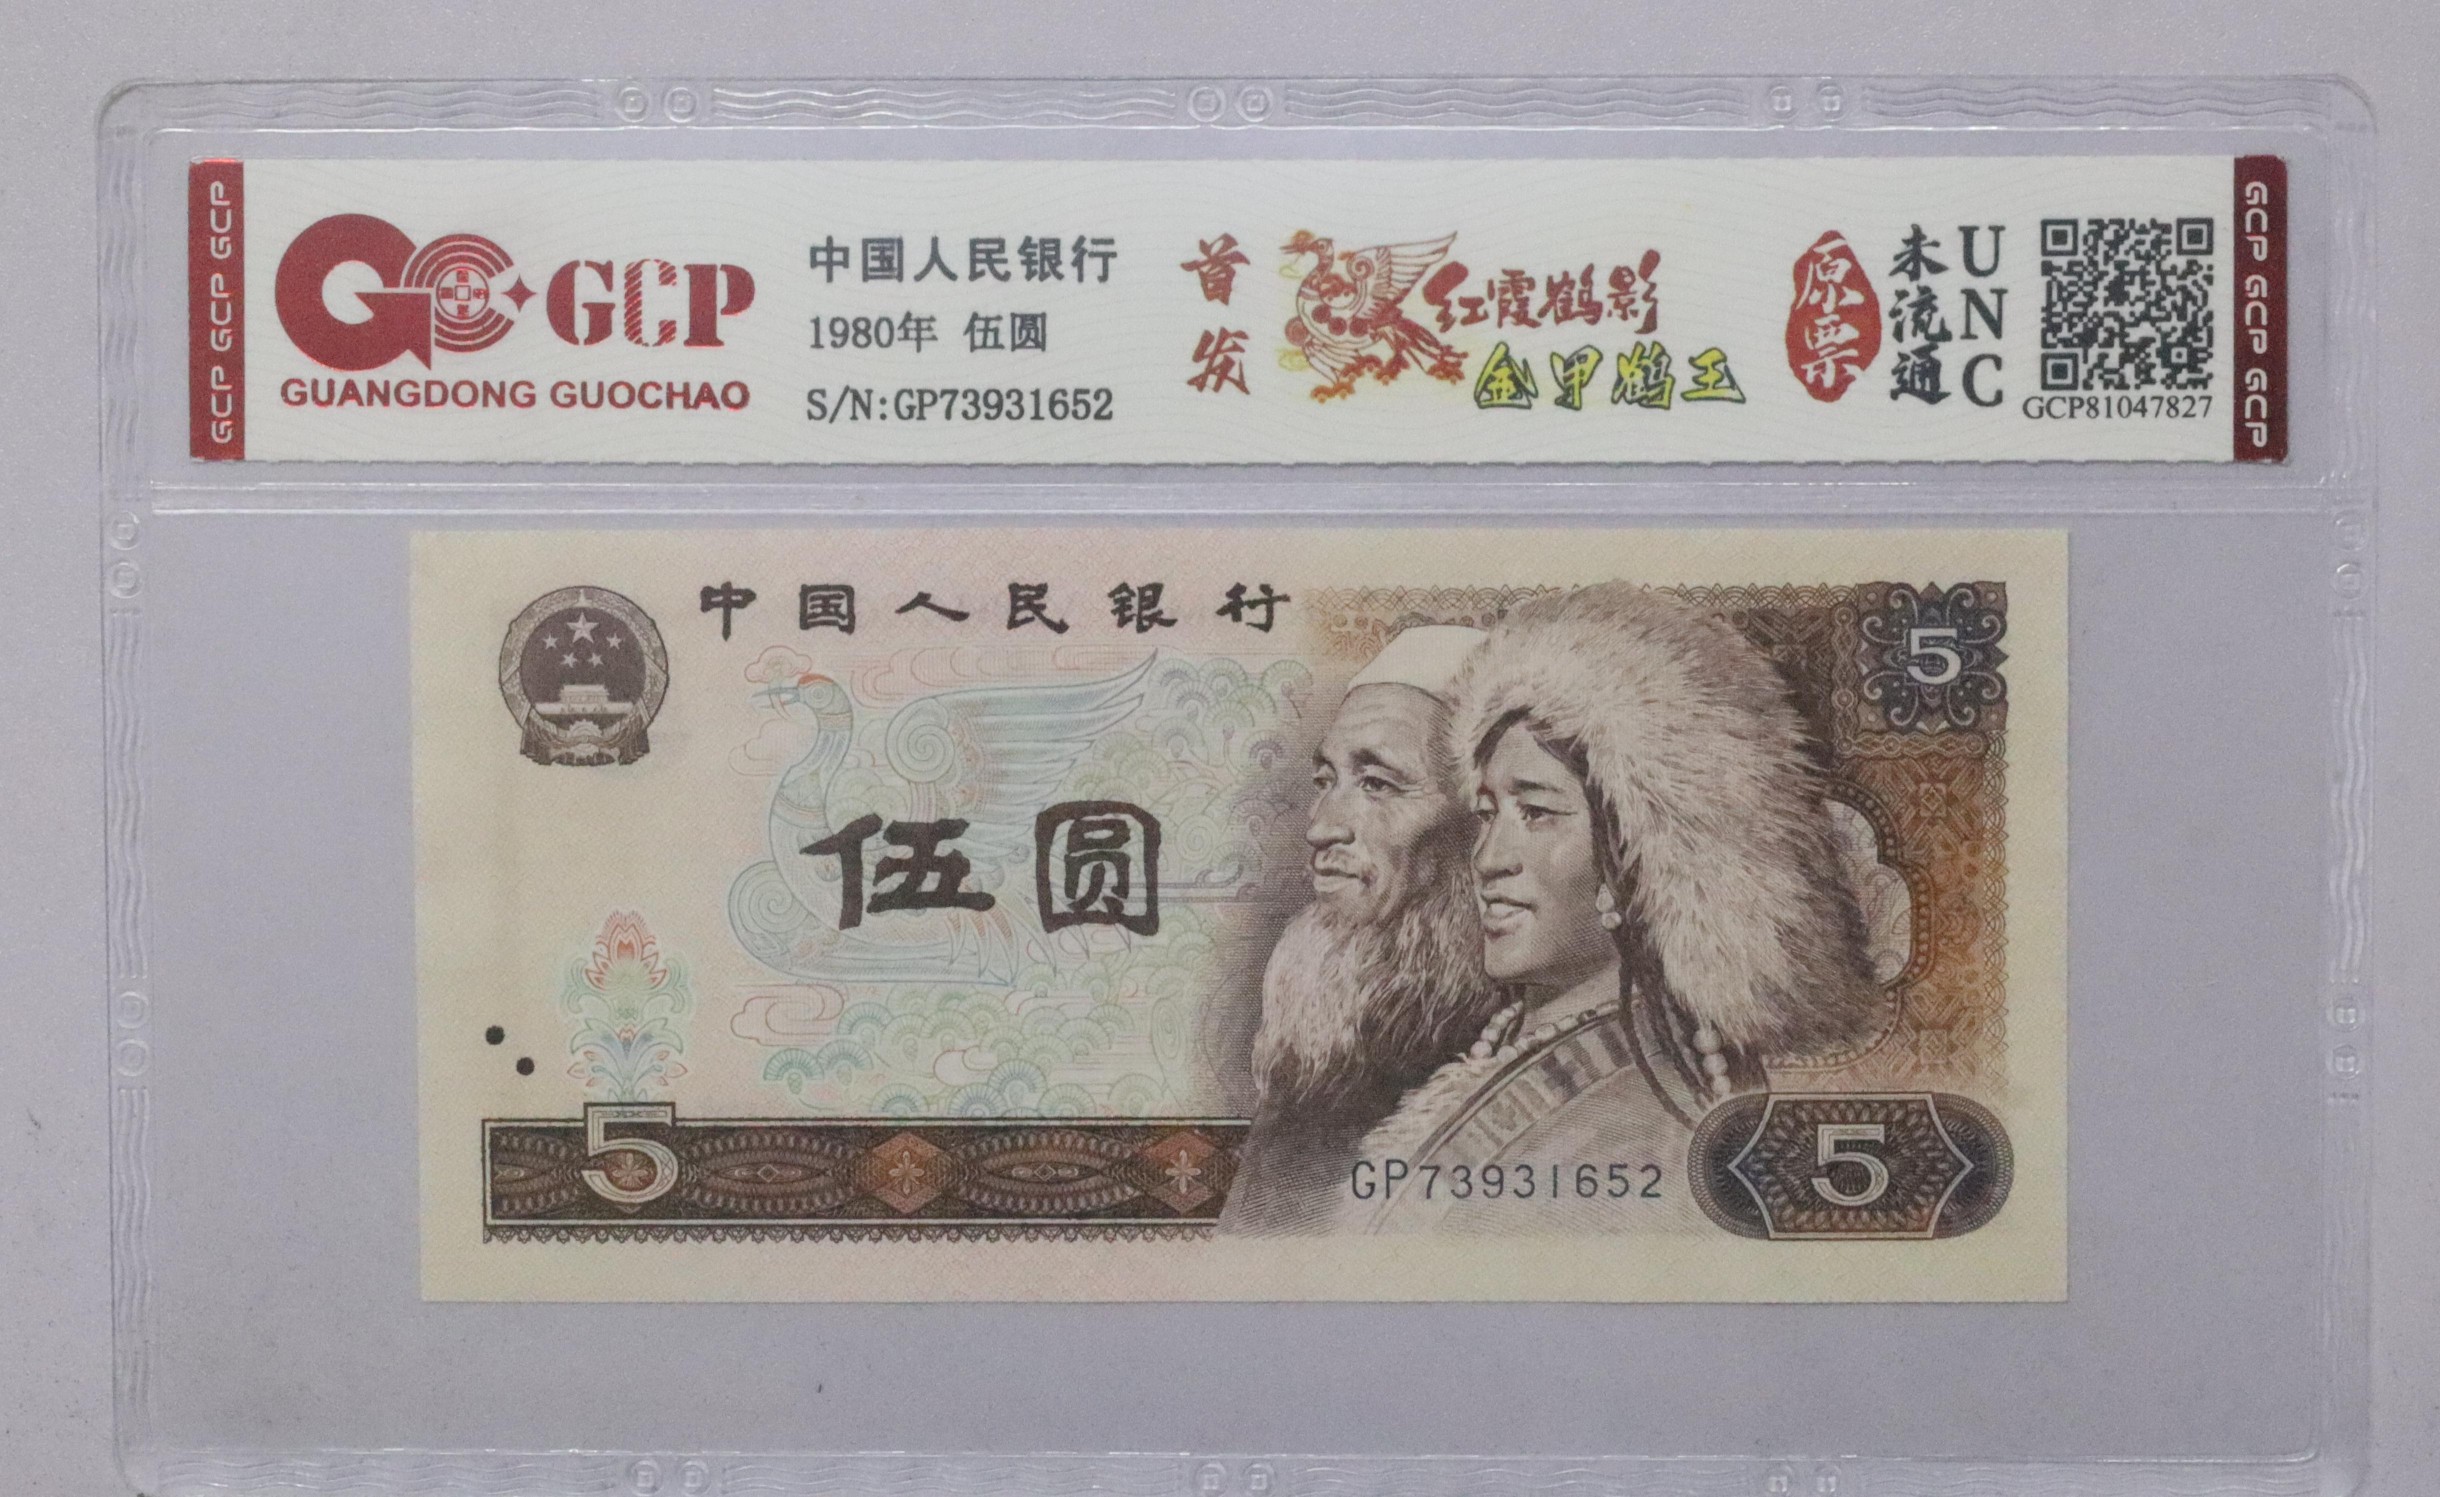 GCP GCP GCP
GCP
GUANGDONG GUOCHAO
中国人民银行
1980年 伍圆
S/N:GP73931652
首发
红霞鹤影
金甲鹤王
原票
未流通
UNC
GCP81047827
GCP GCP GCP
中国人民银行
5
伍圆
5
GP73931652
5